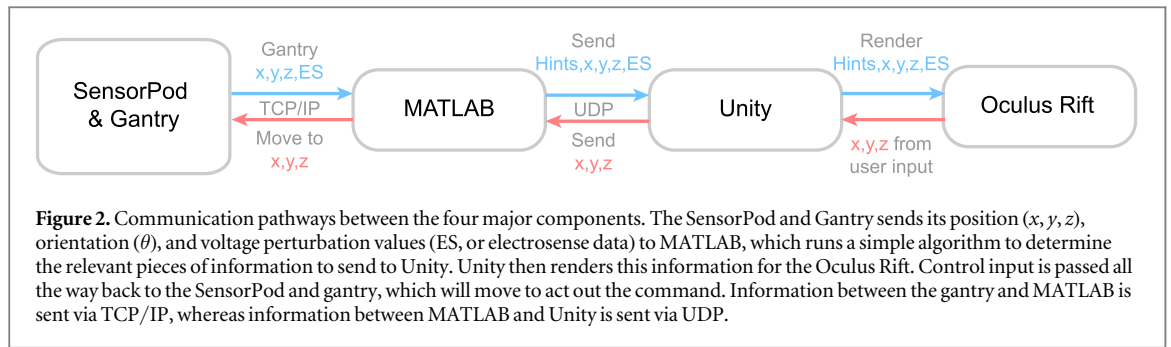 SensorPod
& Gantry
Gantry
x,y,z,ES
TCP/IP
Move to
x,y,z
MATLAB
Send
Hints,x,y,z,ES
UDP
Send
x,y,z
Unity
Render
Hints,x,y,z,ES
x,y,z from
user input
Oculus Rift
Figure 2. Communication pathways between the four major components. The SensorPod and Gantry sends its position (x, y, z),
orientation (θ), and voltage perturbation values (ES, or electrosense data) to MATLAB, which runs a simple algorithm to determine
the relevant pieces of information to send to Unity. Unity then renders this information for the Oculus Rift. Control input is passed all
the way back to the SensorPod and gantry, which will move to act out the command. Information between the gantry and MATLAB is
sent via TCP/IP, whereas information between MATLAB and Unity is sent via UDP.